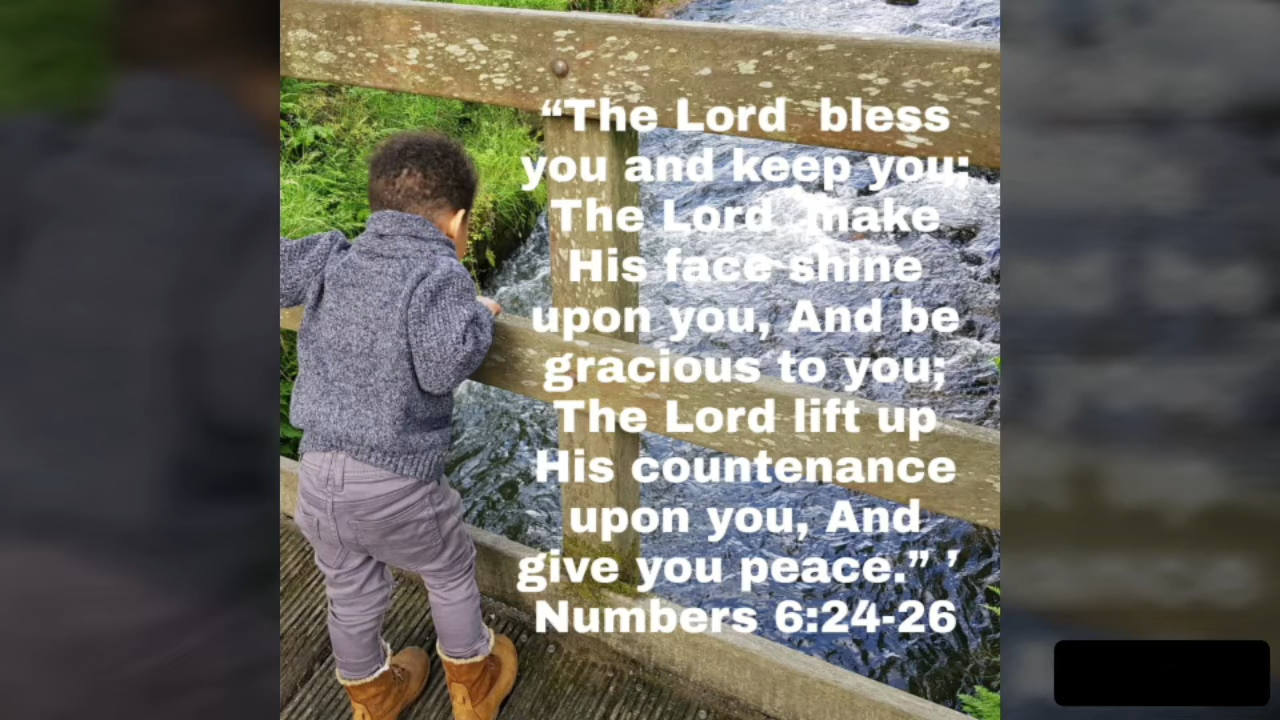 “The Lord bless
you and keep you;
The Lord make
His face shine
upon you, And be
gracious to you;
The Lord lift up
His countenance
upon you, And
give you peace.” ’
Numbers 6:24-26